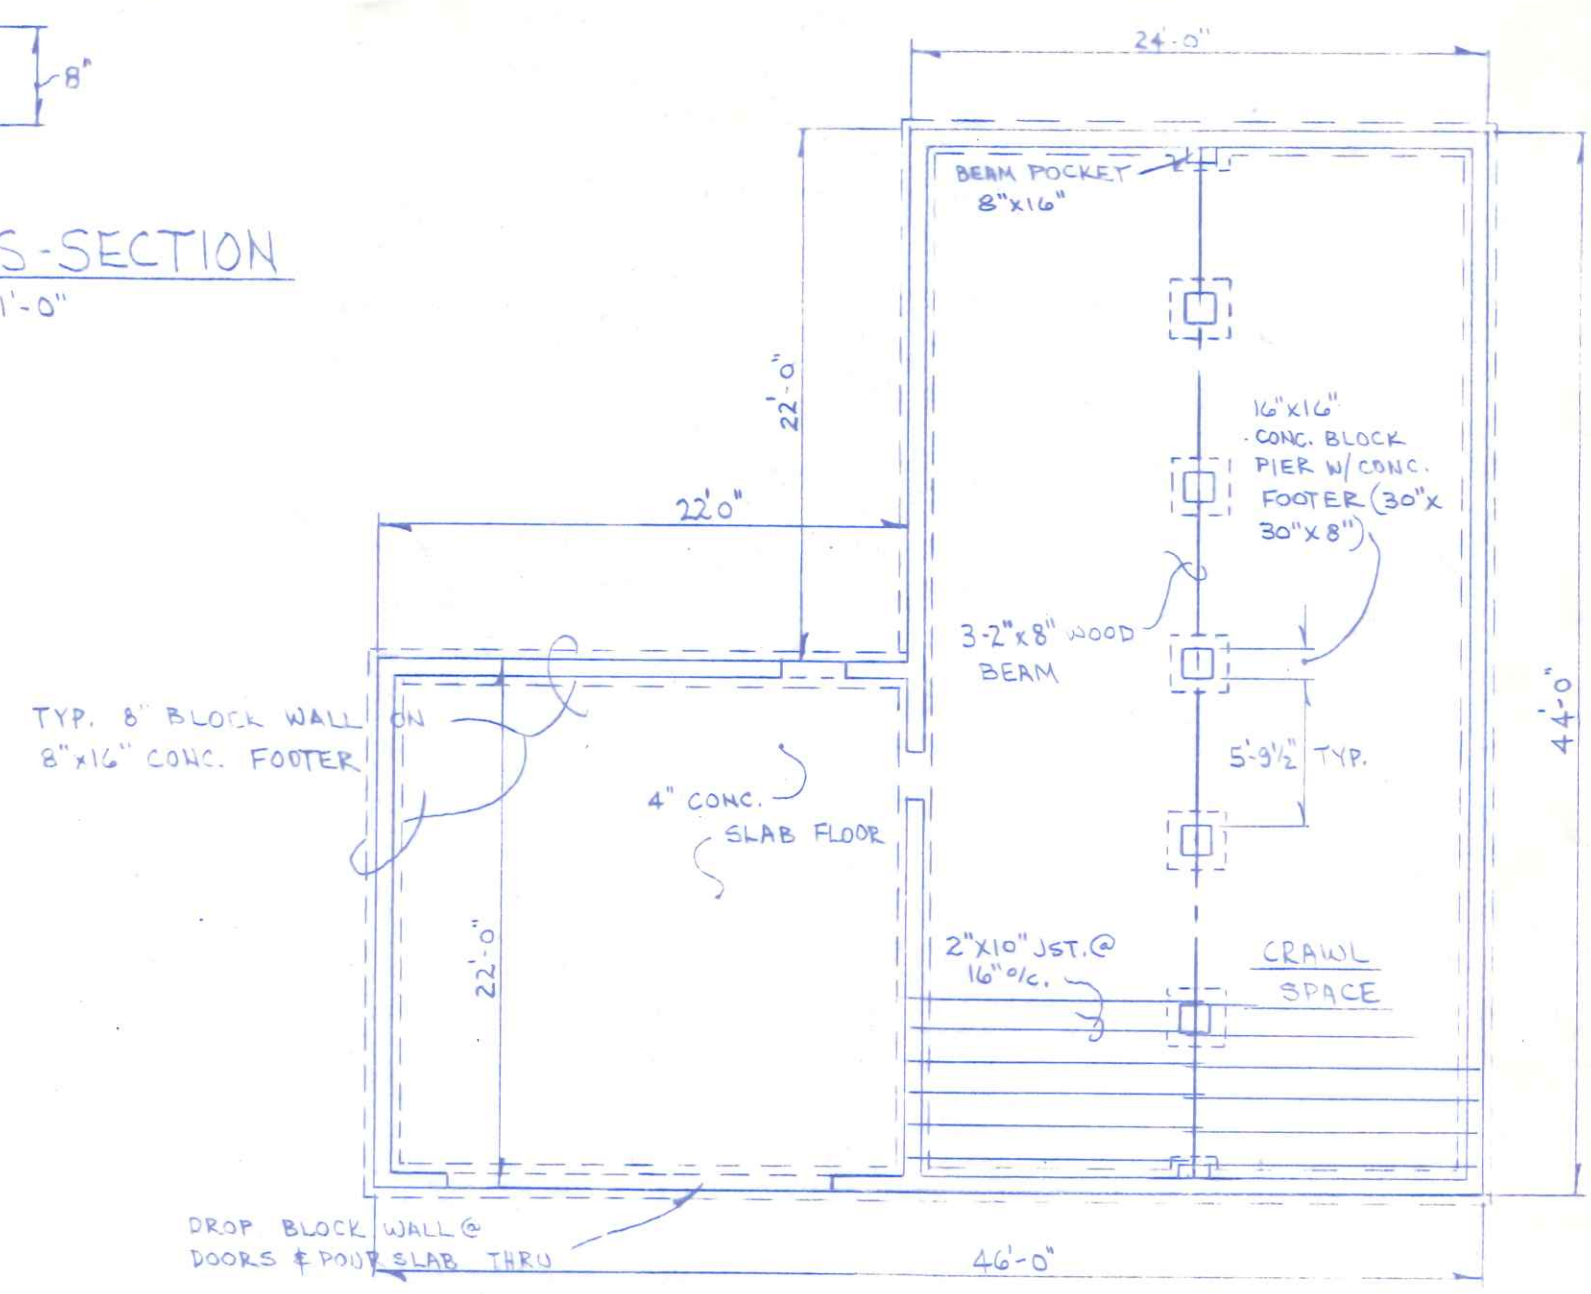 24'-0"
8"
BEAM POCKET
8"x16"
S-SECTION
1'-0"
22'-0"
16"x16"
CONC. BLOCK
PIER W/CONC.
FOOTER (30"x
30"x8")
22'0"
3-2"x8" WOOD
BEAM
44'-0"
TYP. 8" BLOCK WALL ON
8"x16" CONC. FOOTER
5'-9½" TYP.
4" CONC.
SLAB FLOOR
22'-0"
2"x10" JST.@
16" o/c.
CRAWL
SPACE
DROP BLOCK WALL @
DOORS & POUR SLAB THRU
46'-0"